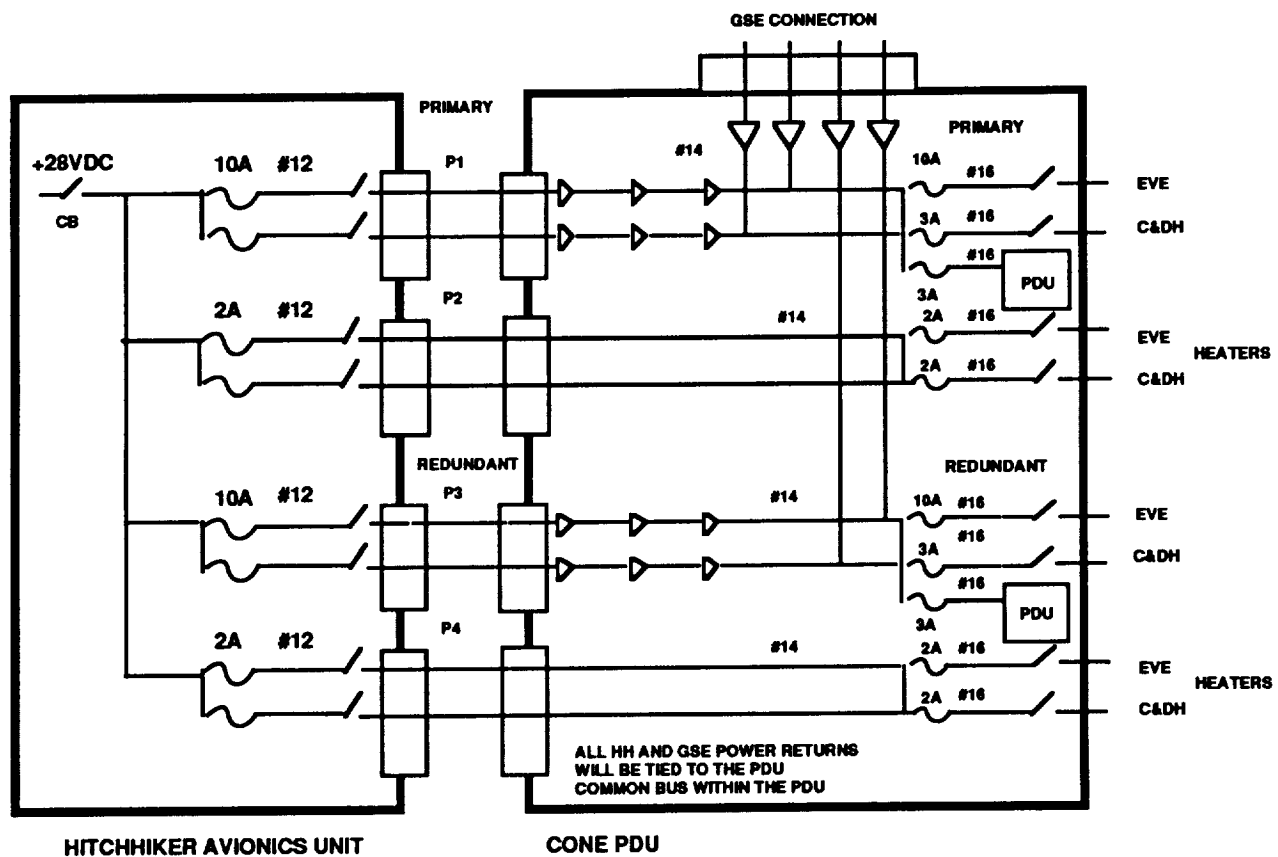 GSE CONNECTION
PRIMARY
PRIMARY
+28VDC
CB
10A #12
P1
#14
10A #16
EVE
3A #16
C&DH
#16
3A
PDU
2A #12
P2
#14
2A #16
EVE
HEATERS
2A #16
C&DH
REDUNDANT
REDUNDANT
10A #12
P3
#14
10A #16
EVE
3A #16
C&DH
#16
3A
PDU
2A #12
P4
#14
2A #16
EVE
HEATERS
2A #16
C&DH
ALL HH AND GSE POWER RETURNS
WILL BE TIED TO THE PDU
COMMON BUS WITHIN THE PDU
HITCHHIKER AVIONICS UNIT
CONE PDU